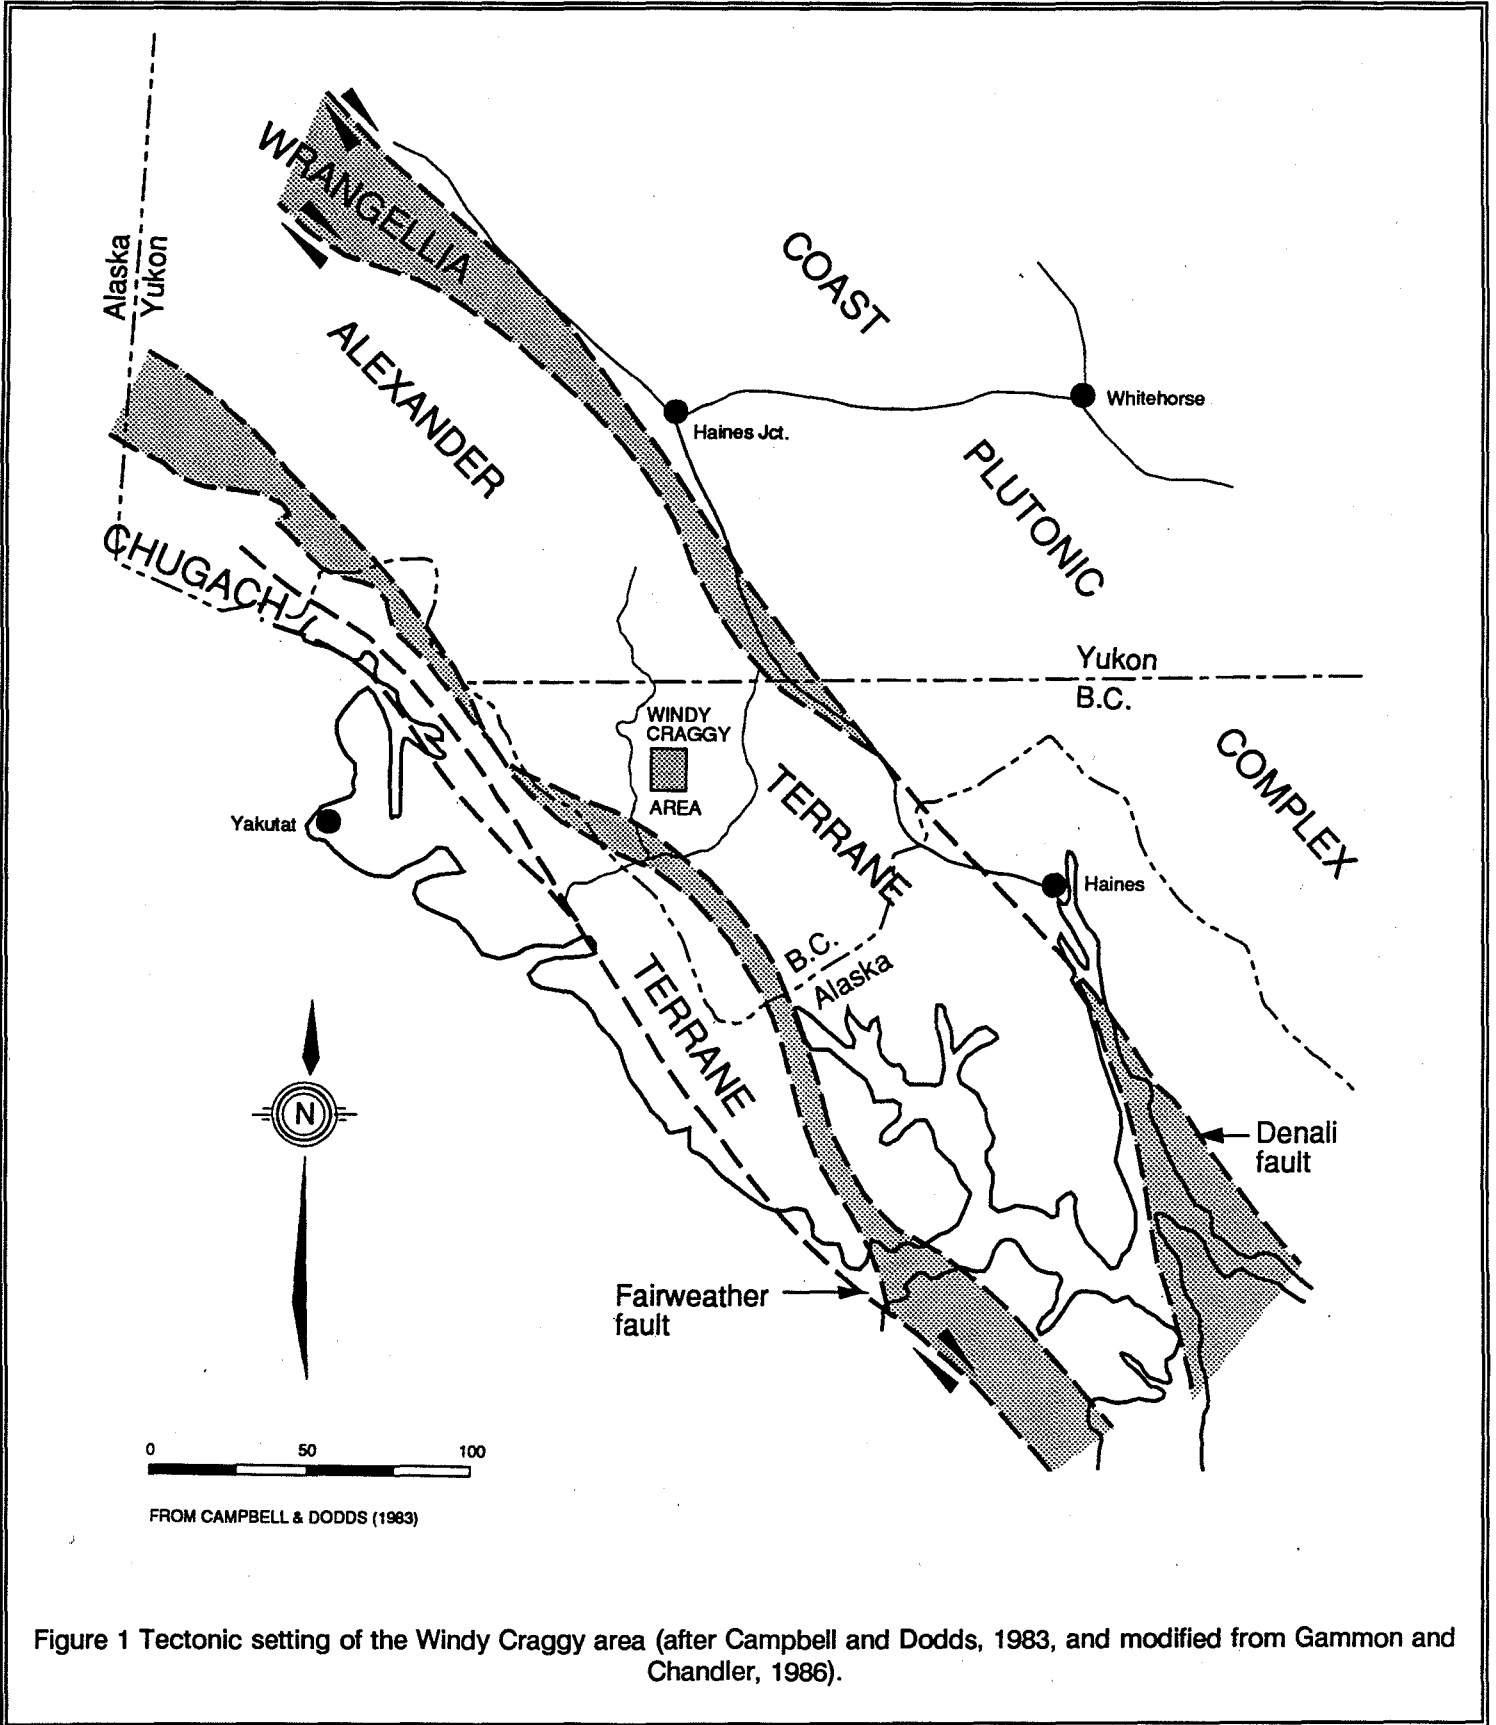 WRANGELLIA
Alaska
Yukon
COAST
ALEXANDER
Whitehorse
Haines Jct.
PLUTONIC
CHUGACH
Yukon
B.C.
WINDY
CRAGGY
AREA
COMPLEX
TERRANE
Yakutat
Haines
B.C.
Alaska
TERRANE
N
Denali
fault
Fairweather
fault
0 50 100
FROM CAMPBELL & DODDS (1983)
Figure 1 Tectonic setting of the Windy Craggy area (after Campbell and Dodds, 1983, and modified from Gammon and
Chandler, 1986).